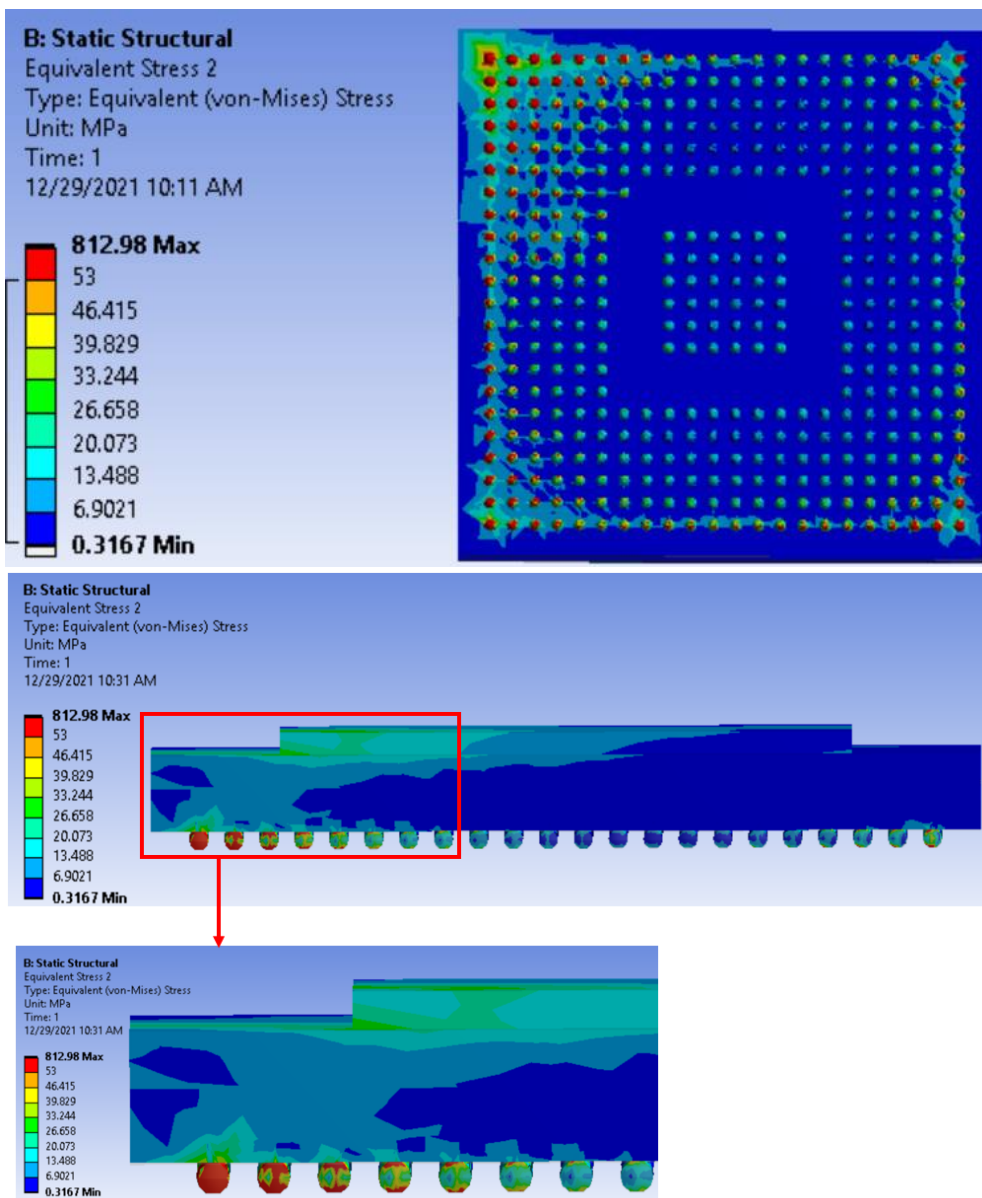 B: Static Structural
Equivalent Stress 2
Type: Equivalent (von-Mises) Stress
Unit: MPa
Time: 1
12/29/2021 10:11 AM
812.98 Max
53
46.415
39.829
33.244
26.658
20.073
13.488
6.9021
0.3167 Min
B: Static Structural
Equivalent Stress 2
Type: Equivalent (von-Mises) Stress
Unit: MPa
Time: 1
12/29/2021 10:31 AM
812.98 Max
53
46.415
39.829
33.244
26.658
20.073
13.488
6.9021
0.3167 Min
B: Static Structural
Equivalent Stress 2
Type: Equivalent (von-Mises) Stress
Unit: MPa
Time: 1
12/29/2021 10:31 AM
812.98 Max
53
46.415
39.829
33.244
26.658
20.073
13.488
6.9021
0.3167 Min